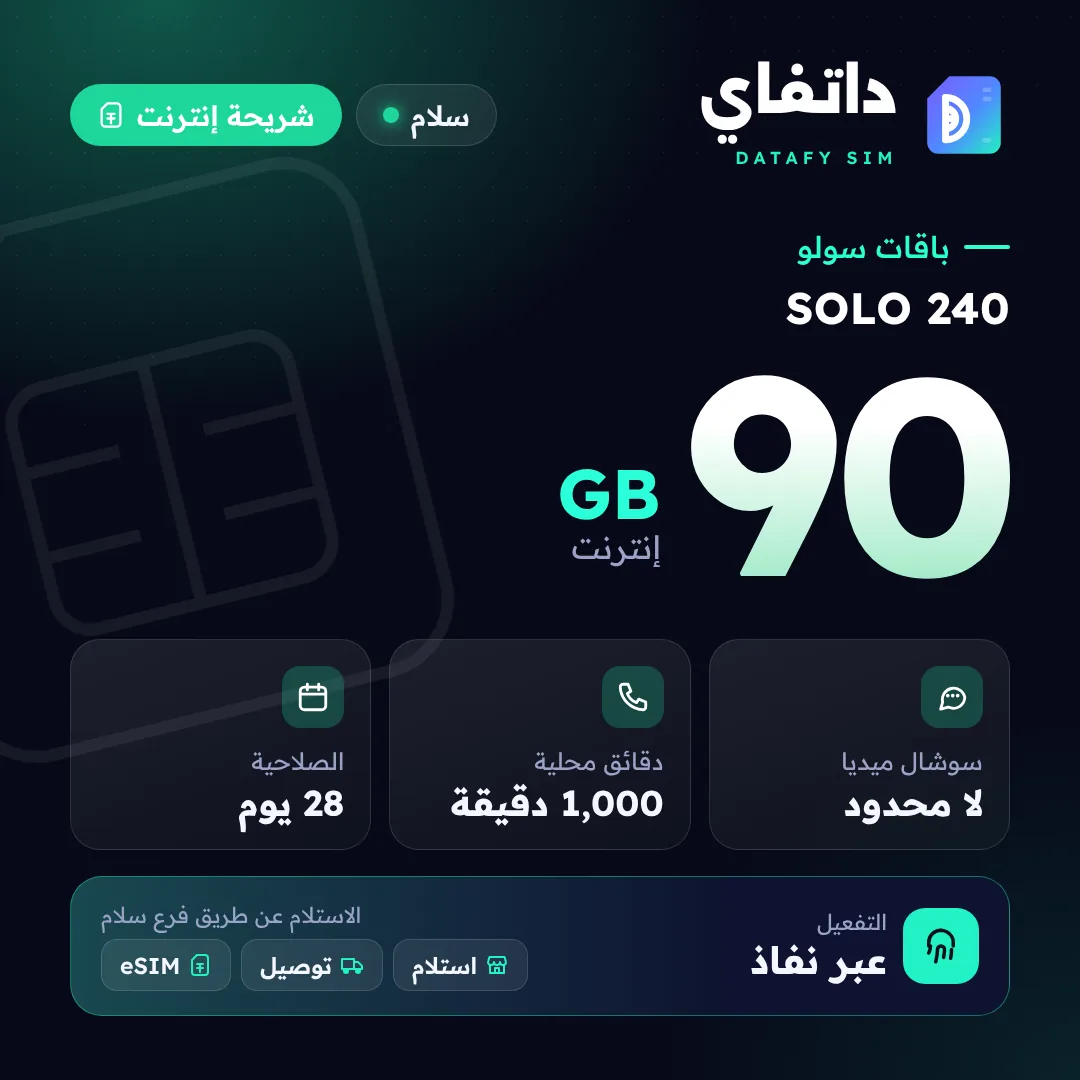 داتفاي
DATAFY SIM
سلام
شريحة إنترنت
باقات سولو
SOLO 240
90
GB
إنترنت
سوشال ميديا
لا محدود
دقائق محلية
1,000 دقيقة
الصلاحية
28 يوم
التفعيل
عبر نفاذ
الاستلام عن طريق فرع سلام
استلام
توصيل
eSIM